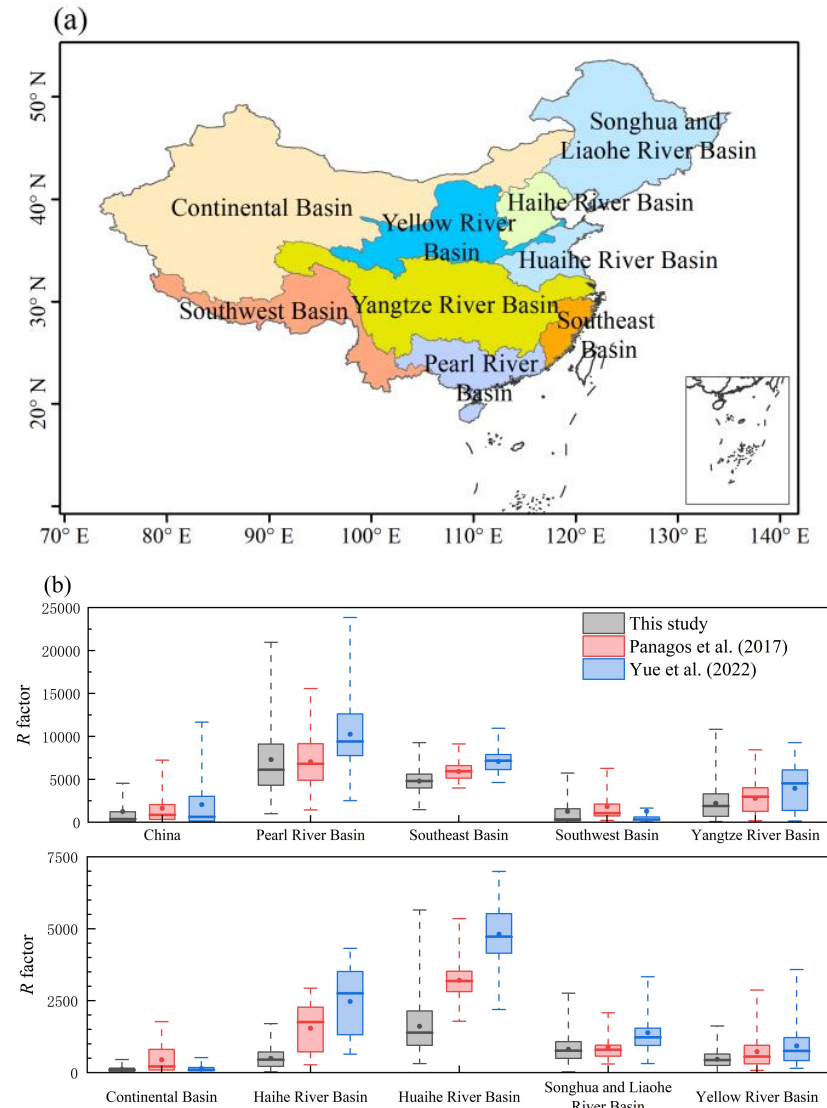 (a)
50° N
40° N
30° N
20° N
Songhua and
Liaohe River Basin
Continental Basin
Haihe River Basin
Yellow River
Basin
Huaihe River Basin
Southwest Basin
Yangtze River Basin
Southeast
Basin
Pearl River
Basin
70° E
80° E
90° E
100° E
110° E
120° E
130° E
140° E
(b)
25000
20000
15000
10000
5000
0
R factor
This study
Panagos et al. (2017)
Yue et al. (2022)
China
Pearl River Basin
Southeast Basin
Southwest Basin
Yangtze River Basin
7500
5000
2500
0
R factor
Continental Basin
Haihe River Basin
Huaihe River Basin
Songhua and Liaohe
River Basin
Yellow River Basin